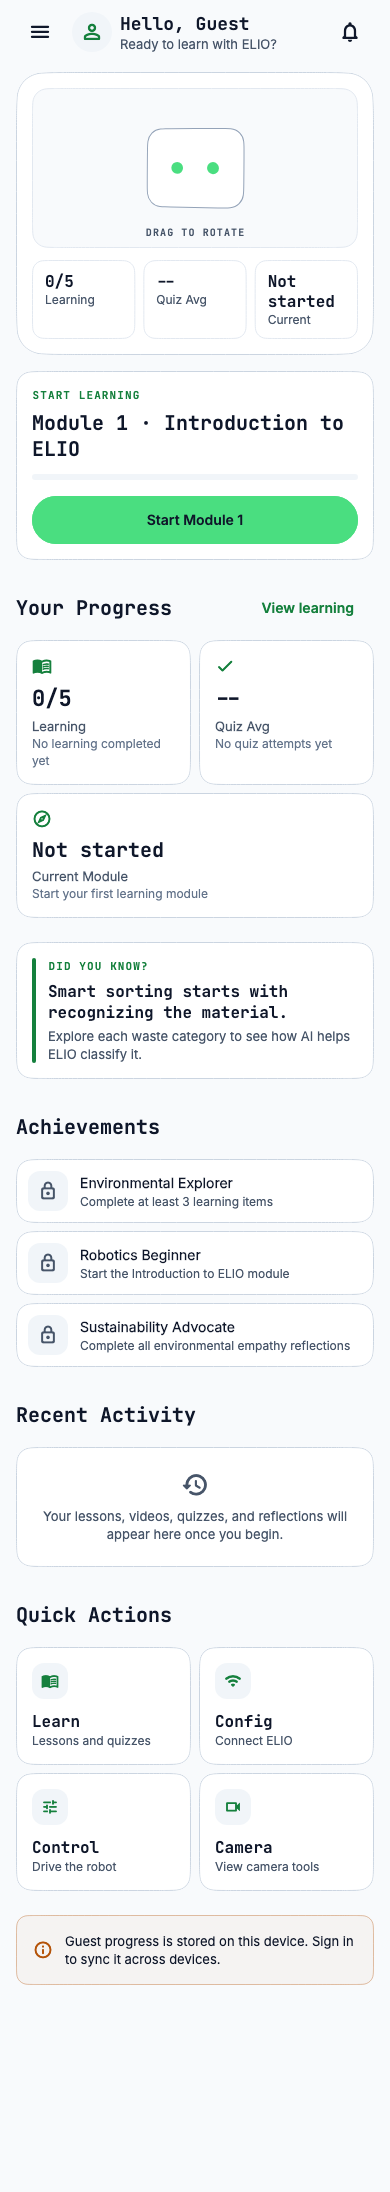 Hello, Guest
Ready to learn with ELIO?
DRAG TO ROTATE
0/5
Learning
--
Quiz Avg
Not
started
Current
START LEARNING
Module 1 · Introduction to
ELIO
Start Module 1
Your Progress
View learning
0/5
Learning
No learning completed
yet
--
Quiz Avg
No quiz attempts yet
Not started
Current Module
Start your first learning module
DID YOU KNOW?
Smart sorting starts with
recognizing the material.
Explore each waste category to see how AI helps
ELIO classify it.
Achievements
Environmental Explorer
Complete at least 3 learning items
Robotics Beginner
Start the Introduction to ELIO module
Sustainability Advocate
Complete all environmental empathy reflections
Recent Activity
Your lessons, videos, quizzes, and reflections will
appear here once you begin.
Quick Actions
Learn
Lessons and quizzes
Config
Connect ELIO
Control
Drive the robot
Camera
View camera tools
Guest progress is stored on this device. Sign in
to sync it across devices.